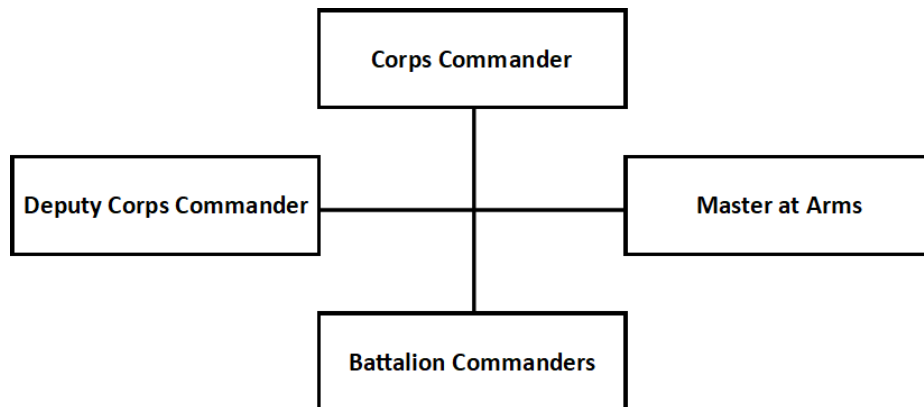 Corps Commander
Deputy Corps Commander
Master at Arms
Battalion Commanders